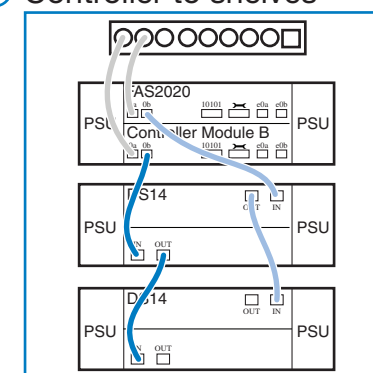 Controller to shelves
FAS2020
0a 0b 10101 e0a e0b
PSU PSU
Controller Module B
0a 0b 10101 e0a e0b
DS14
OUT IN
PSU PSU
IN OUT
DS14
OUT IN
PSU PSU
IN OUT